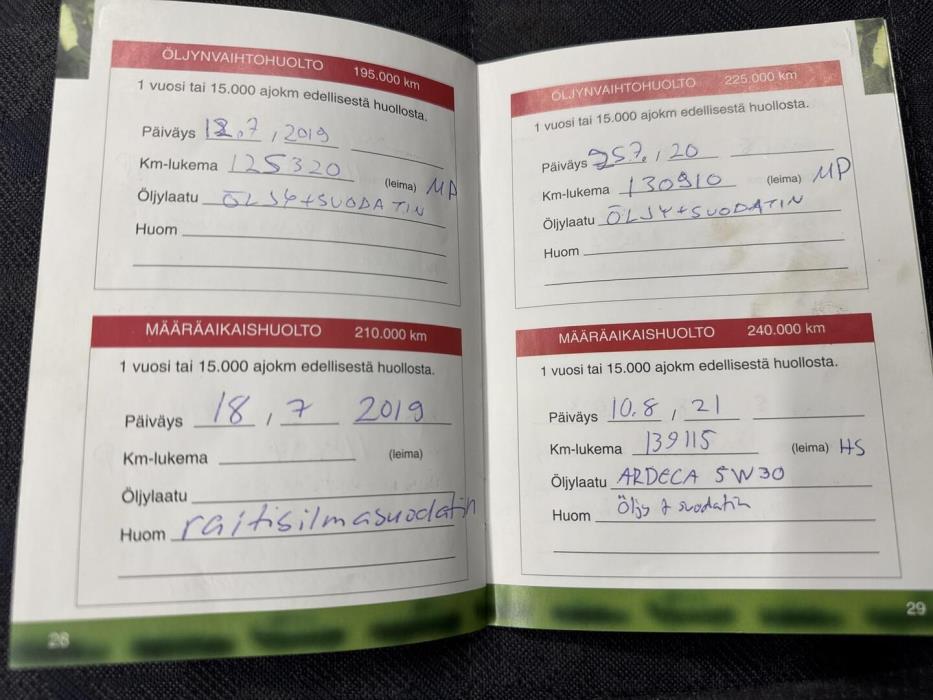 ÖLJYNVAIHTOHUOLTO 195.000 km
1 vuosi tai 15.000 ajokm edellisestä huollosta.
Päiväys 18.7 , 2019
Km-lukema 125320 (leima) MP
Öljylaatu ÖLJY+SUODATIN
Huom
MÄÄRÄAIKAISHUOLTO 210.000 km
1 vuosi tai 15.000 ajokm edellisestä huollosta.
Päiväys 18 , 7 2019
Km-lukema (leima)
Öljylaatu
Huom raitisilmasuodatin
28
ÖLJYNVAIHTOHUOLTO 225.000 km
1 vuosi tai 15.000 ajokm edellisestä huollosta.
Päiväys 257. , 20
Km-lukema 130910 (leima) MP
Öljylaatu ÖLJY+SUODATIN
Huom
MÄÄRÄAIKAISHUOLTO 240.000 km
1 vuosi tai 15.000 ajokm edellisestä huollosta.
Päiväys 10.8 , 21
Km-lukema 139115 (leima) HS
Öljylaatu ARDECA 5W30
Huom Öljy + suodatin
29